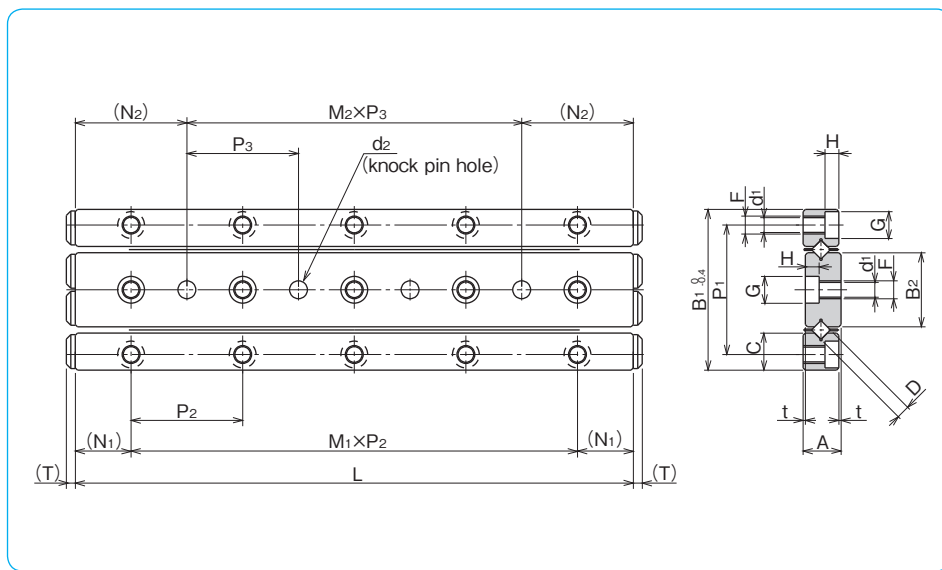 (N2)
M2×P3
(N2)
P3
d2
(knock pin hole)
P2
(N1)
M1×P2
(N1)
(T)
L
(T)
H
F
d1
G
H
G
d1
F
B1 0 -0.4
P1
C
B2
D
t
t
A